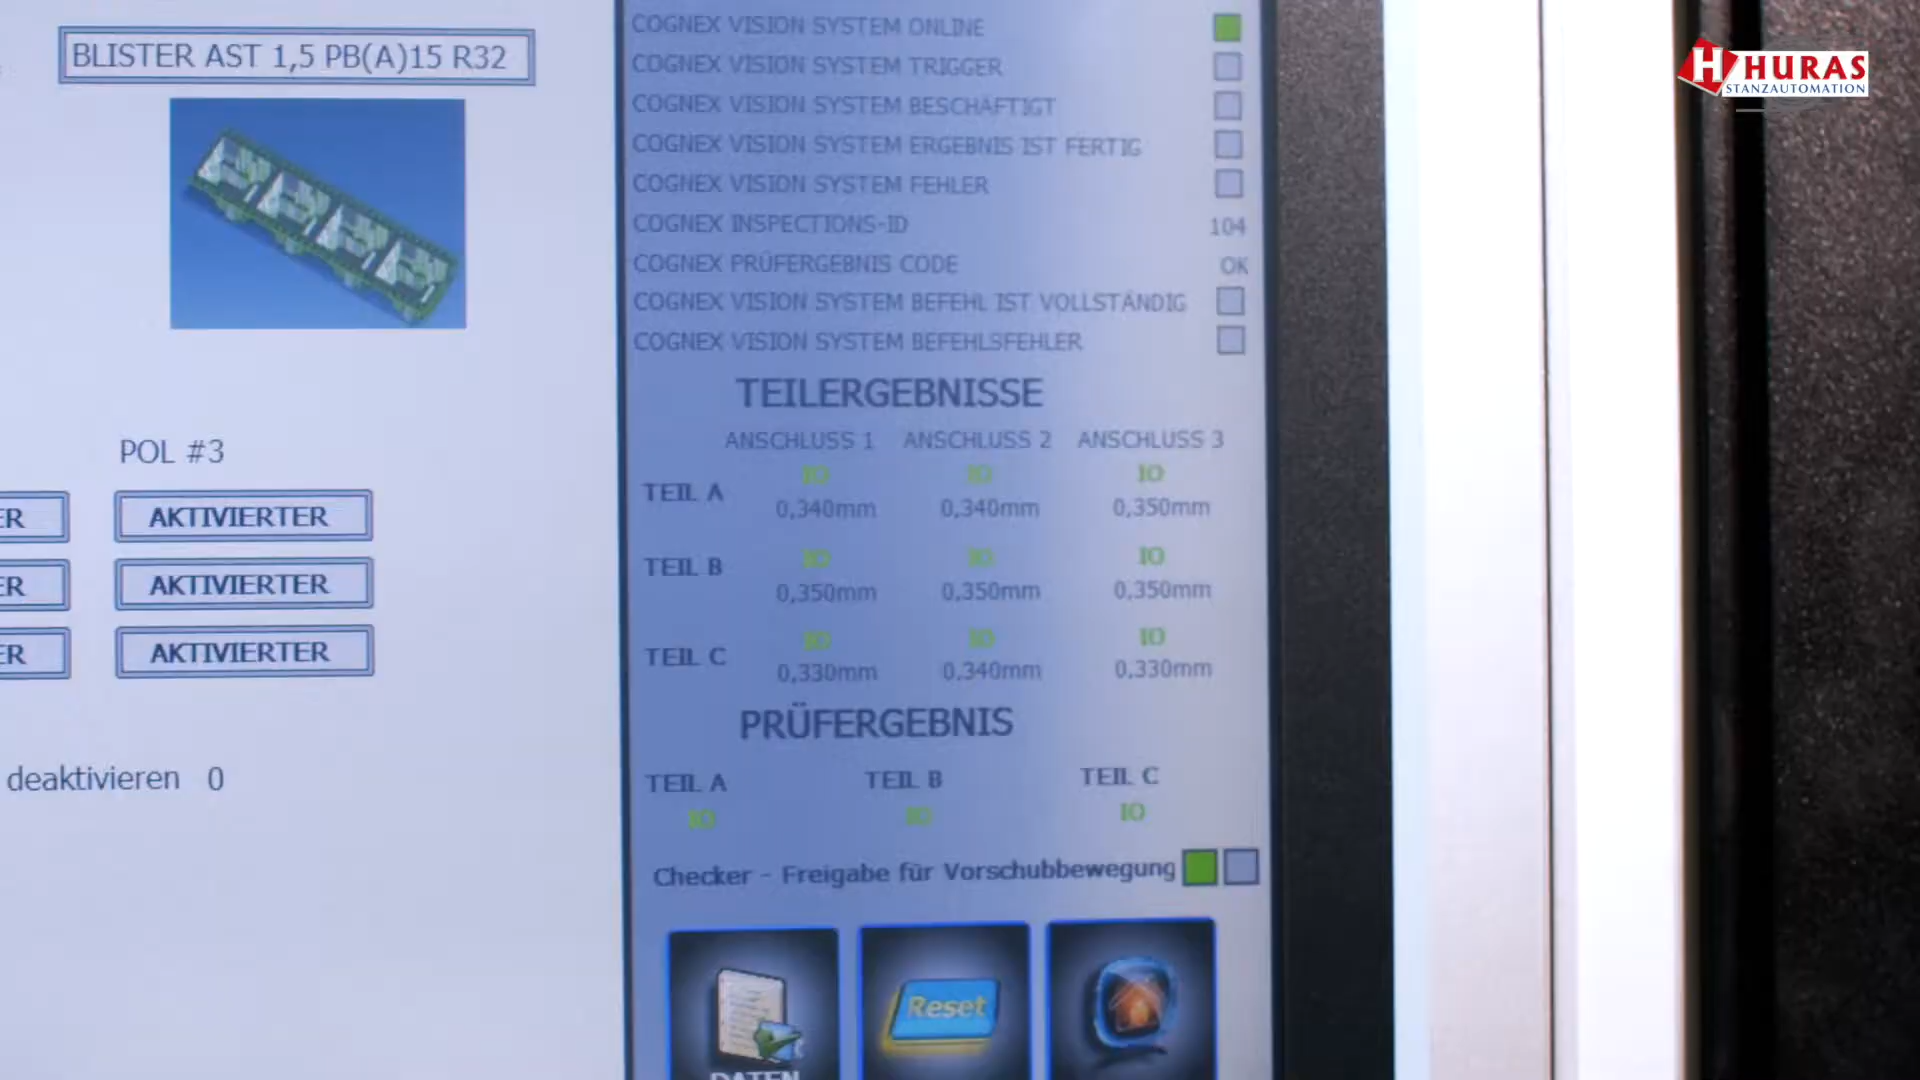 BLISTER AST 1,5 PB(A)15 R32
POL #3
ER AKTIVIERTER
ER AKTIVIERTER
ER AKTIVIERTER
deaktivieren 0
COGNEX VISION SYSTEM ONLINE
COGNEX VISION SYSTEM TRIGGER
COGNEX VISION SYSTEM BESCHÄFTIGT
COGNEX VISION SYSTEM ERGEBNIS IST FERTIG
COGNEX VISION SYSTEM FEHLER
COGNEX INSPECTIONS-ID 104
COGNEX PRÜFERGEBNIS CODE OK
COGNEX VISION SYSTEM BEFEHL IST VOLLSTÄNDIG
COGNEX VISION SYSTEM BEFEHLSFEHLER
TEILERGEBNISSE
ANSCHLUSS 1 ANSCHLUSS 2 ANSCHLUSS 3
IO IO IO
TEIL A
0,340mm 0,340mm 0,350mm
IO IO IO
TEIL B
0,350mm 0,350mm 0,350mm
IO IO IO
TEIL C
0,330mm 0,340mm 0,330mm
PRÜFERGEBNIS
TEIL A TEIL B TEIL C
IO IO IO
Checker - Freigabe für Vorschubbewegung
Reset
DATEN
H HURAS
STANZAUTOMATION